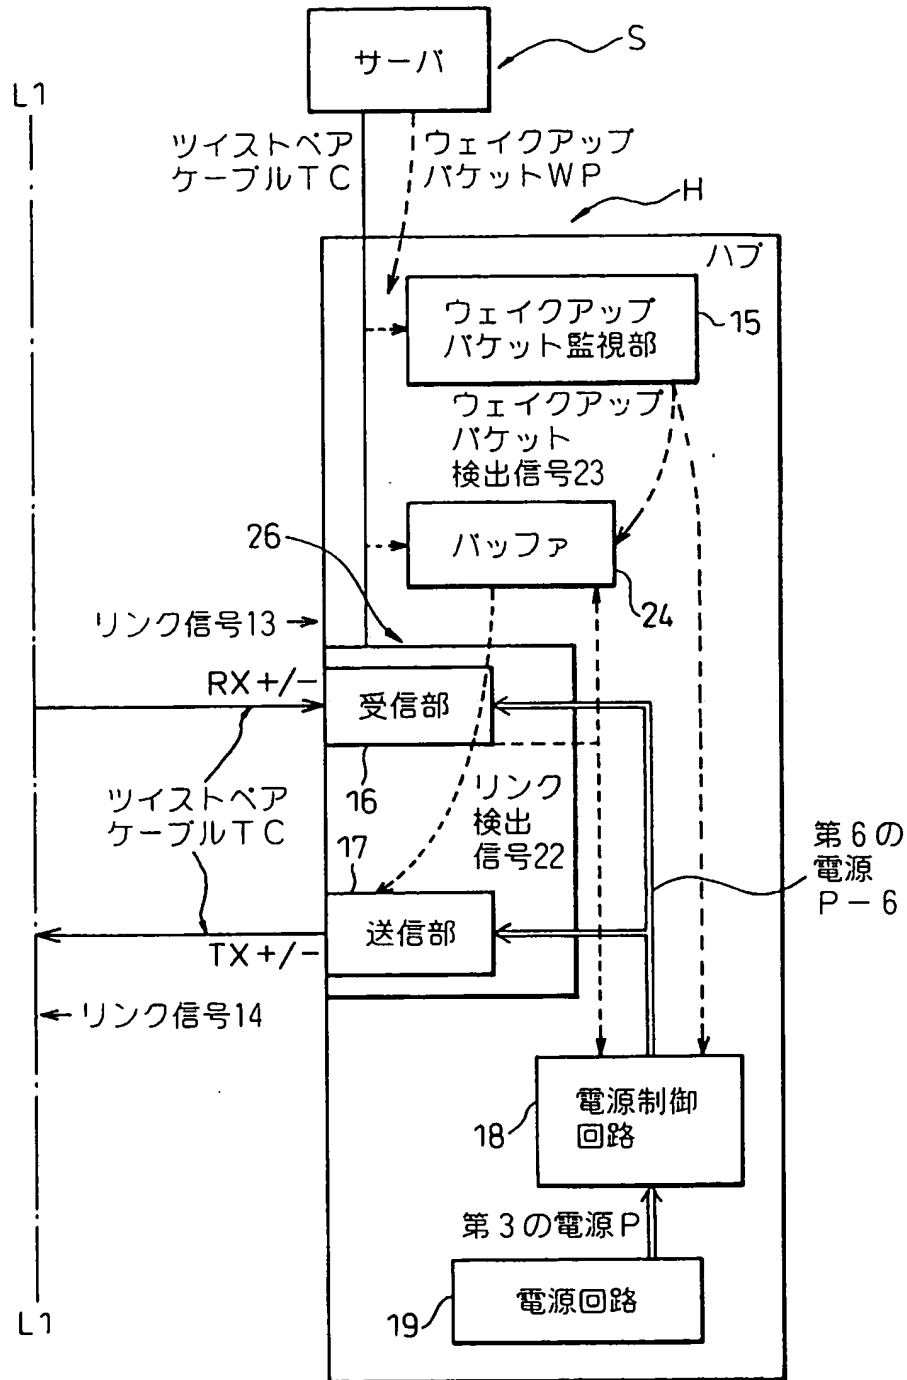 サーバ
S
L1
ツイストペア
ケーブルTC
ウェイクアップ
パケットWP
H
ハブ
ウェイクアップ
パケット監視部
15
ウェイクアップ
パケット
検出信号23
バッファ
24
26
リンク信号13
RX+/-
受信部
16
ツイストペア
ケーブルTC
リンク
検出
信号22
17
送信部
TX+/-
第6の
電源
P-6
リンク信号14
電源制御
回路
18
第3の電源P
電源回路
19
L1